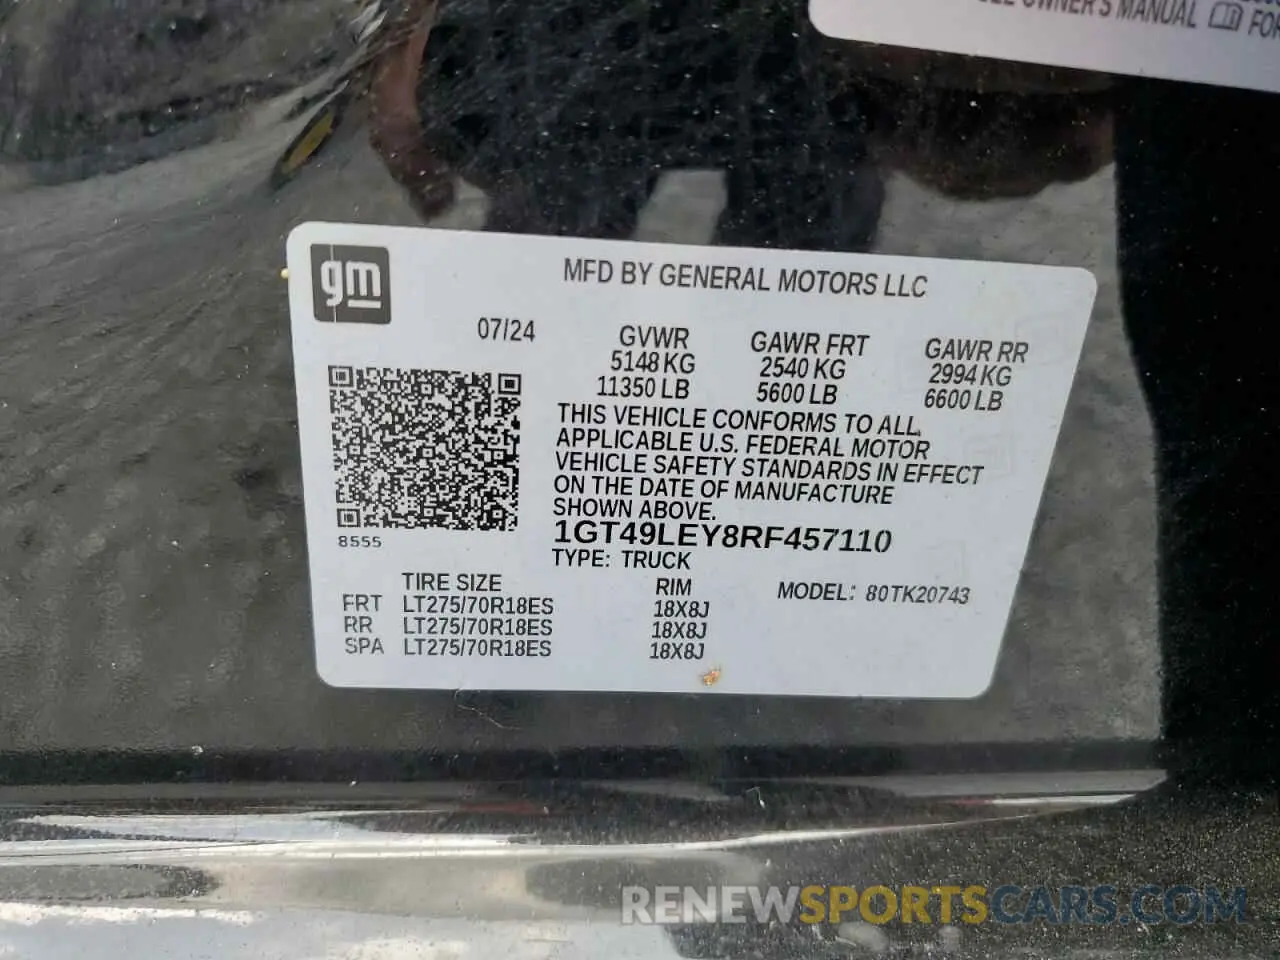 OWNER'S MANUAL FOR
gm
MFD BY GENERAL MOTORS LLC
07/24
GVWR GAWR FRT GAWR RR
5148 KG 2540 KG 2994 KG
11350 LB 5600 LB 6600 LB
THIS VEHICLE CONFORMS TO ALL
APPLICABLE U.S. FEDERAL MOTOR
VEHICLE SAFETY STANDARDS IN EFFECT
ON THE DATE OF MANUFACTURE
SHOWN ABOVE.
1GT49LEY8RF457110
8555
TYPE: TRUCK
TIRE SIZE RIM MODEL: 80TK20743
FRT LT275/70R18ES 18X8J
RR LT275/70R18ES 18X8J
SPA LT275/70R18ES 18X8J
RENEWSPORTSCARS.COM